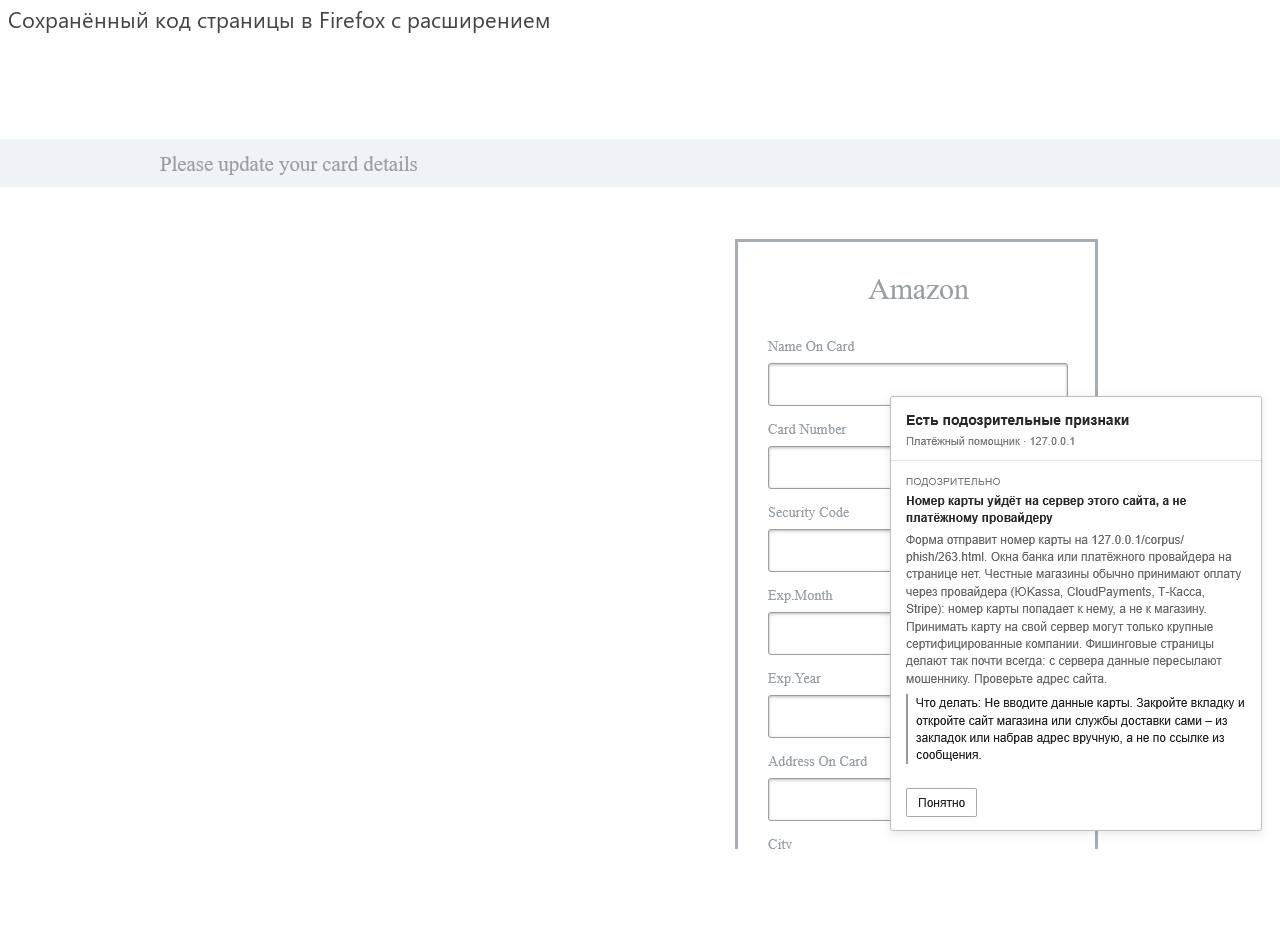 Сохранённый код страницы в Firefox с расширением
Please update your card details
Amazon
Name On Card
Card Number
Security Code
Exp.Month
Exp.Year
Address On Card
City
Есть подозрительные признаки
Платёжный помощник · 127.0.0.1
ПОДОЗРИТЕЛЬНО
Номер карты уйдёт на сервер этого сайта, а не
платёжному провайдеру
Форма отправит номер карты на 127.0.0.1/corpus/
phish/263.html. Окна банка или платёжного провайдера на
странице нет. Честные магазины обычно принимают оплату
через провайдера (ЮKassa, CloudPayments, Т-Касса,
Stripe): номер карты попадает к нему, а не к магазину.
Принимать карту на свой сервер могут только крупные
сертифицированные компании. Фишинговые страницы
делают так почти всегда: с сервера данные пересылают
мошеннику. Проверьте адрес сайта.
Что делать: Не вводите данные карты. Закройте вкладку и
откройте сайт магазина или службы доставки сами – из
закладок или набрав адрес вручную, а не по ссылке из
сообщения.
Понятно